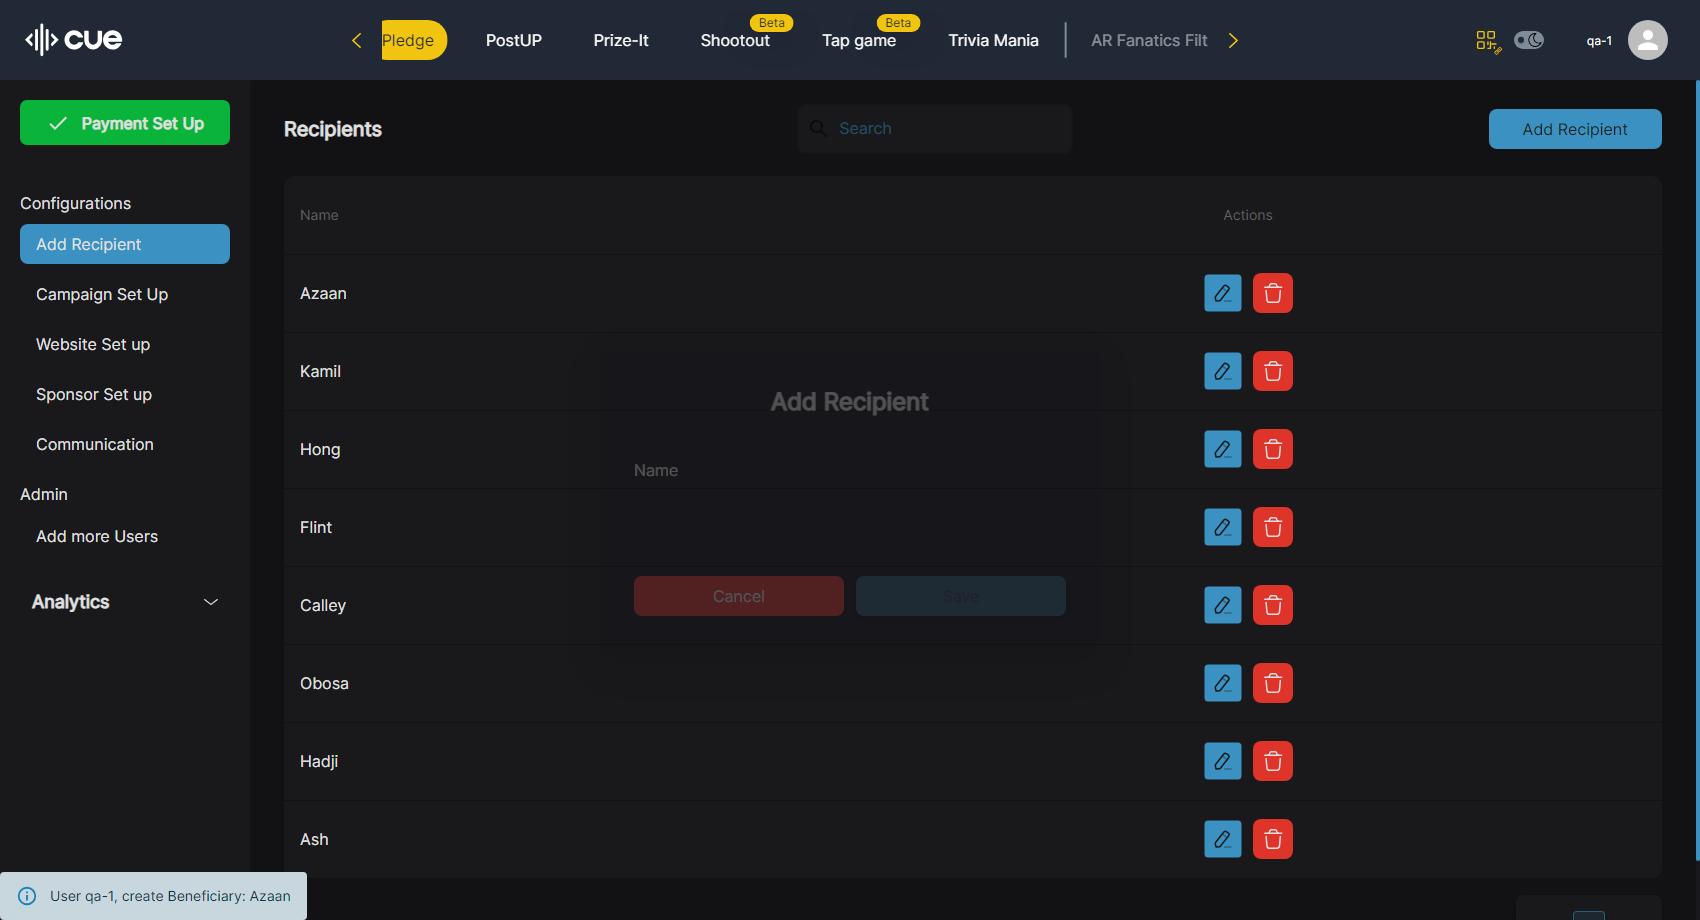 cue
Pledge
PostUP
Prize-It
Shootout
Beta
Tap game
Beta
Trivia Mania
AR Fanatics Filt
qa-1
Payment Set Up
Configurations
Add Recipient
Campaign Set Up
Website Set up
Sponsor Set up
Communication
Admin
Add more Users
Analytics
Recipients
Search
Add Recipient
Name
Actions
Azaan
Kamil
Hong
Flint
Calley
Obosa
Hadji
Ash
Add Recipient
Name
Cancel
Save
User qa-1, create Beneficiary: Azaan